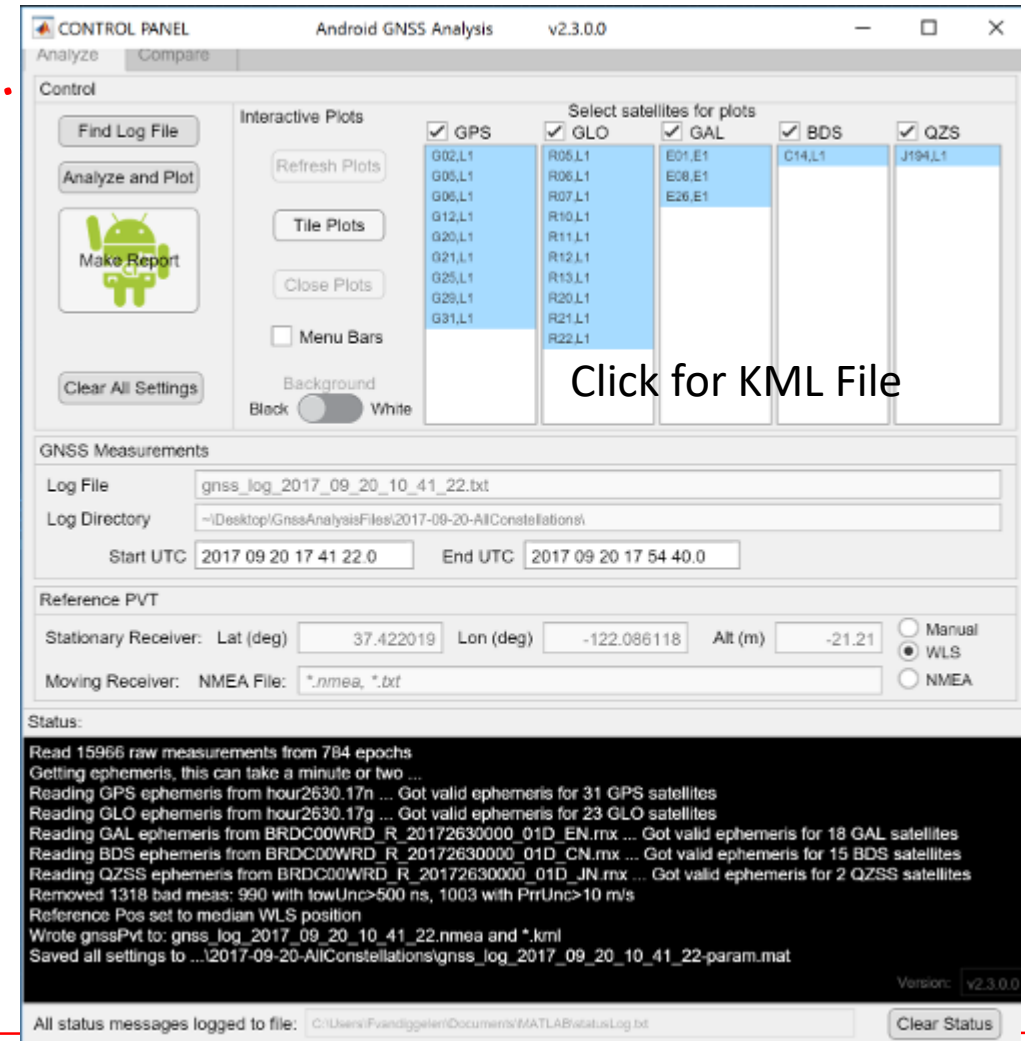 CONTROL PANEL Android GNSS Analysis v2.3.0.0
Analyze Compare
Control
Find Log File
Analyze and Plot
Make Report
Clear All Settings
Interactive Plots
Refresh Plots
Tile Plots
Close Plots
Menu Bars
Background
Black White
Select satellites for plots
GPS GLO GAL BDS QZS
G02,L1 R05,L1 E01,E1 C14,L1 J194,L1
G05,L1 R06,L1 E08,E1
G06,L1 R07,L1 E26,E1
G12,L1 R10,L1
G20,L1 R11,L1
G21,L1 R12,L1
G25,L1 R13,L1
G29,L1 R20,L1
G31,L1 R21,L1
R22,L1
Click for KML File
GNSS Measurements
Log File gnss_log_2017_09_20_10_41_22.txt
Log Directory ~\Desktop\GnssAnalysisFiles\2017-09-20-AllConstellations\
Start UTC 2017 09 20 17 41 22.0 End UTC 2017 09 20 17 54 40.0
Reference PVT
Stationary Receiver: Lat (deg) 37.422019 Lon (deg) -122.086118 Alt (m) -21.21
Manual
WLS
Moving Receiver: NMEA File: *.nmea, *.txt NMEA
Status:
Read 15966 raw measurements from 784 epochs
Getting ephemeris, this can take a minute or two ...
Reading GPS ephemeris from hour2630.17n ... Got valid ephemeris for 31 GPS satellites
Reading GLO ephemeris from hour2630.17g ... Got valid ephemeris for 23 GLO satellites
Reading GAL ephemeris from BRDC00WRD_R_20172630000_01D_EN.rnx ... Got valid ephemeris for 18 GAL satellites
Reading BDS ephemeris from BRDC00WRD_R_20172630000_01D_CN.rnx ... Got valid ephemeris for 15 BDS satellites
Reading QZSS ephemeris from BRDC00WRD_R_20172630000_01D_JN.rnx ... Got valid ephemeris for 2 QZSS satellites
Removed 1318 bad meas: 990 with towUnc>500 ns, 1003 with PrrUnc>10 m/s
Reference Pos set to median WLS position
Wrote gnssPvt to: gnss_log_2017_09_20_10_41_22.nmea and *.kml
Saved all settings to ...\2017-09-20-AllConstellations\gnss_log_2017_09_20_10_41_22-param.mat
Version: v2.3.0.0
All status messages logged to file: C:\Users\Fvandiggelen\Documents\MATLAB\statusLog.txt Clear Status